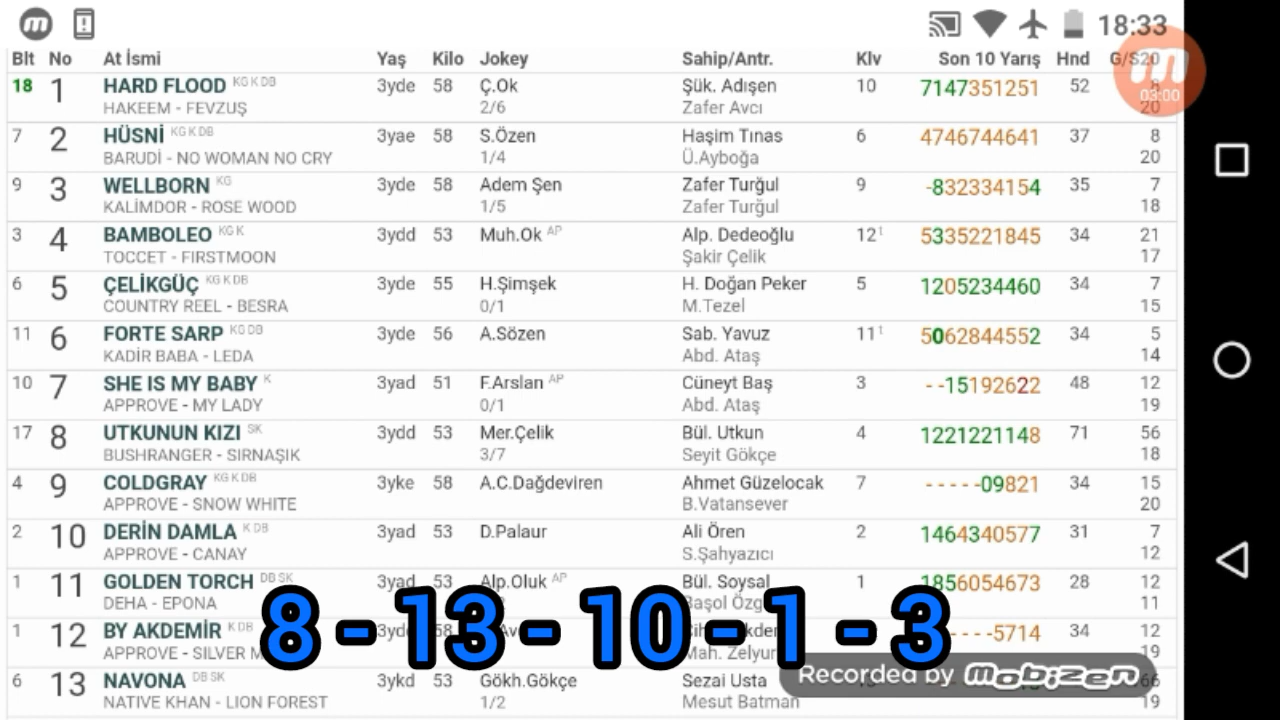 18:33
Blt No At İsmi Yaş Kilo Jokey Sahip/Antr. Klv Son 10 Yarış Hnd G/S20
03:00
18 1 HARD FLOOD KG K DB 3yde 58 Ç.Ok Şük. Adışen 10 7147351251 52
HAKEEM - FEVZUŞ 2/6 Zafer Avcı 20
7 2 HÜSNİ KG K DB 3yae 58 S.Özen Haşim Tınas 6 4746744641 37 8
BARUDİ - NO WOMAN NO CRY 1/4 Ü.Ayboğa 20
9 3 WELLBORN KG 3yde 58 Adem Şen Zafer Turğul 9 -832334154 35 7
KALİMDOR - ROSE WOOD 1/5 Zafer Turğul 18
3 4 BAMBOLEO KG K 3ydd 53 Muh.Ok AP Alp. Dedeoğlu 12¹ 5335221845 34 21
TOCCET - FIRSTMOON Şakir Çelik 17
6 5 ÇELİKGÜÇ KG K DB 3yde 55 H.Şimşek H. Doğan Peker 5 1205234460 34 7
COUNTRY REEL - BESRA 0/1 M.Tezel 15
11 6 FORTE SARP KG DB 3yde 56 A.Sözen Sab. Yavuz 11¹ 5062844552 34 5
KADİR BABA - LEDA Abd. Ataş 14
10 7 SHE IS MY BABY K 3yad 51 F.Arslan AP Cüneyt Baş 3 - -15192622 48 12
APPROVE - MY LADY 0/1 Abd. Ataş 19
17 8 UTKUNUN KIZI SK 3ydd 53 Mer.Çelik Bül. Utkun 4 1221221148 71 56
BUSHRANGER - SIRNAŞIK 3/7 Seyit Gökçe 18
4 9 COLDGRAY KG K DB 3yke 58 A.C.Dağdeviren Ahmet Güzelocak 7 - - - - -09821 34 15
APPROVE - SNOW WHITE B.Vatansever 20
2 10 DERİN DAMLA K DB 3yad 53 D.Palaur Ali Ören 2 1464340577 31 7
APPROVE - CANAY S.Şahyazıcı 12
1 11 GOLDEN TORCH DB SK 3yad 53 Alp.Oluk AP Bül. Soysal 1 1856054673 28 12
DEHA - EPONA 11
8 - 13 - 10 - 1 - 3
1 12 BY AKDEMİR K DB 58 - - - -5714 34 12
APPROVE - SILVER Mah. 19
Recorded by mobizen
6 13 NAVONA DB SK 3ykd 53 Gökh.Gökçe Sezai Usta 66
NATIVE KHAN - LION FOREST 1/2 Mesut Batman 19